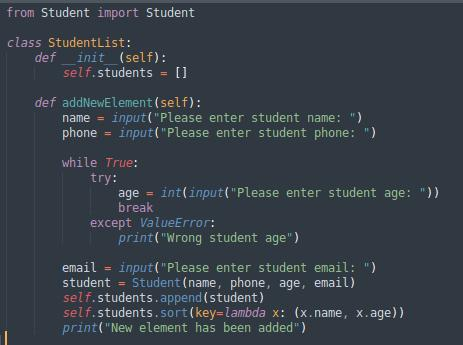 from Student import Student
class StudentList:
    def __init__(self):
        self.students = []
    def addNewElement(self):
        name = input("Please enter student name: ")
        phone = input("Please enter student phone: ")
        while True:
            try:
                age = int(input("Please enter student age: "))
                break
            except ValueError:
                print("Wrong student age")
        email = input("Please enter student email: ")
        student = Student(name, phone, age, email)
        self.students.append(student)
        self.students.sort(key=lambda x: (x.name, x.age))
        print("New element has been added")